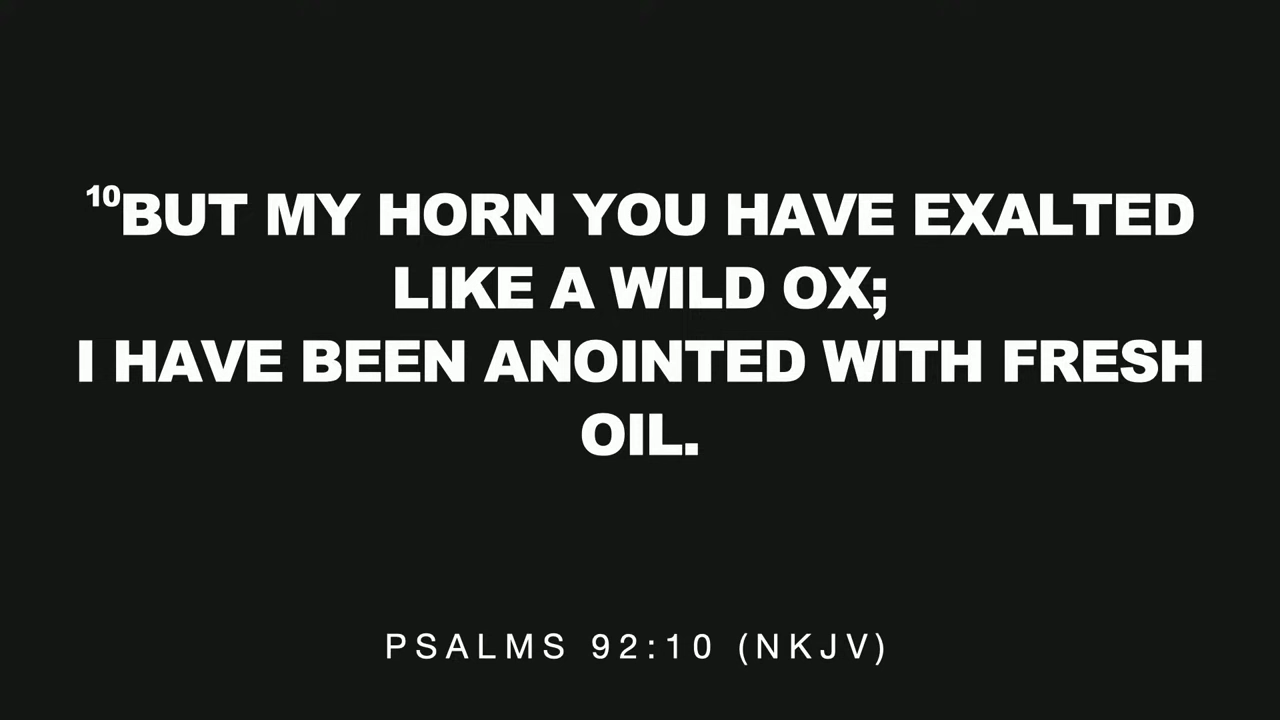 ¹⁰BUT MY HORN YOU HAVE EXALTED
LIKE A WILD OX;
I HAVE BEEN ANOINTED WITH FRESH
OIL.
PSALMS 92:10 (NKJV)